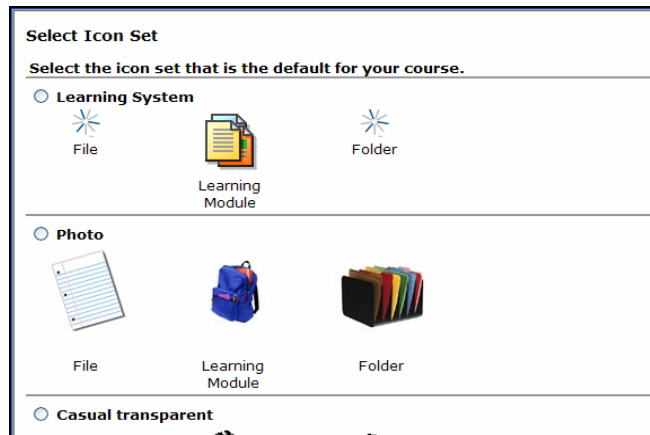 Select Icon Set
Select the icon set that is the default for your course.
Learning System
File
Learning
Module
Folder
Photo
File
Learning
Module
Folder
Casual transparent